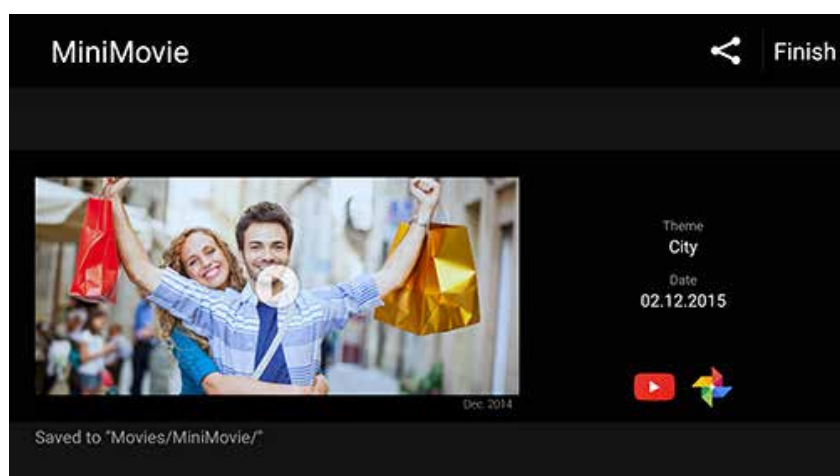 MiniMovie
Finish
Theme
City
Date
02.12.2015
Dec. 2014
Saved to "Movies/MiniMovie/"